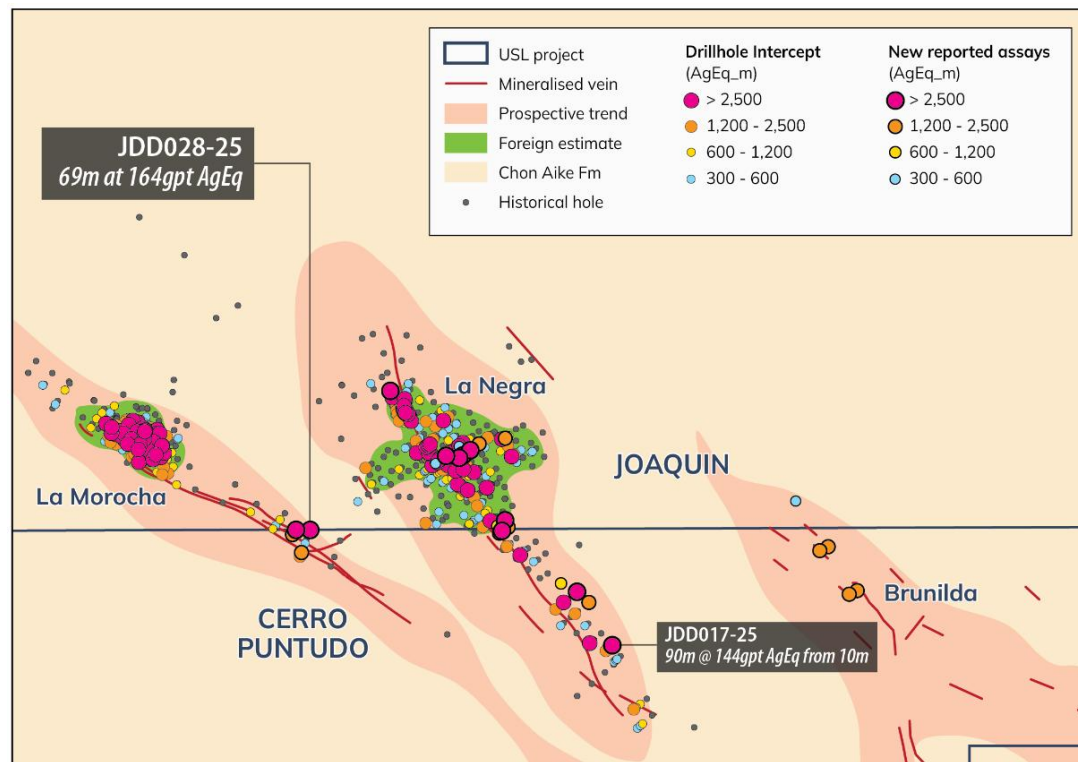 USL project
Mineralised vein
Prospective trend
Foreign estimate
Chon Aike Fm
Historical hole
Drillhole Intercept
(AgEq_m)
> 2,500
1,200 - 2,500
600 - 1,200
300 - 600
New reported assays
(AgEq_m)
> 2,500
1,200 - 2,500
600 - 1,200
300 - 600
JDD028-25
69m at 164gpt AgEq
La Negra
JOAQUIN
La Morocha
Brunilda
CERRO
PUNTUDO
JDD017-25
90m @ 144gpt AgEq from 10m